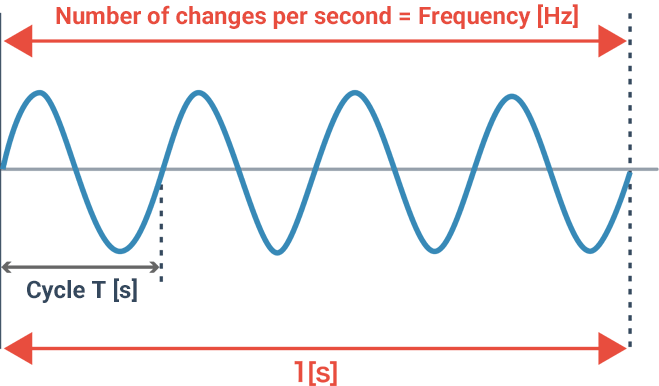 Number of changes per second = Frequency [Hz]
Cycle T [s]
1[s]